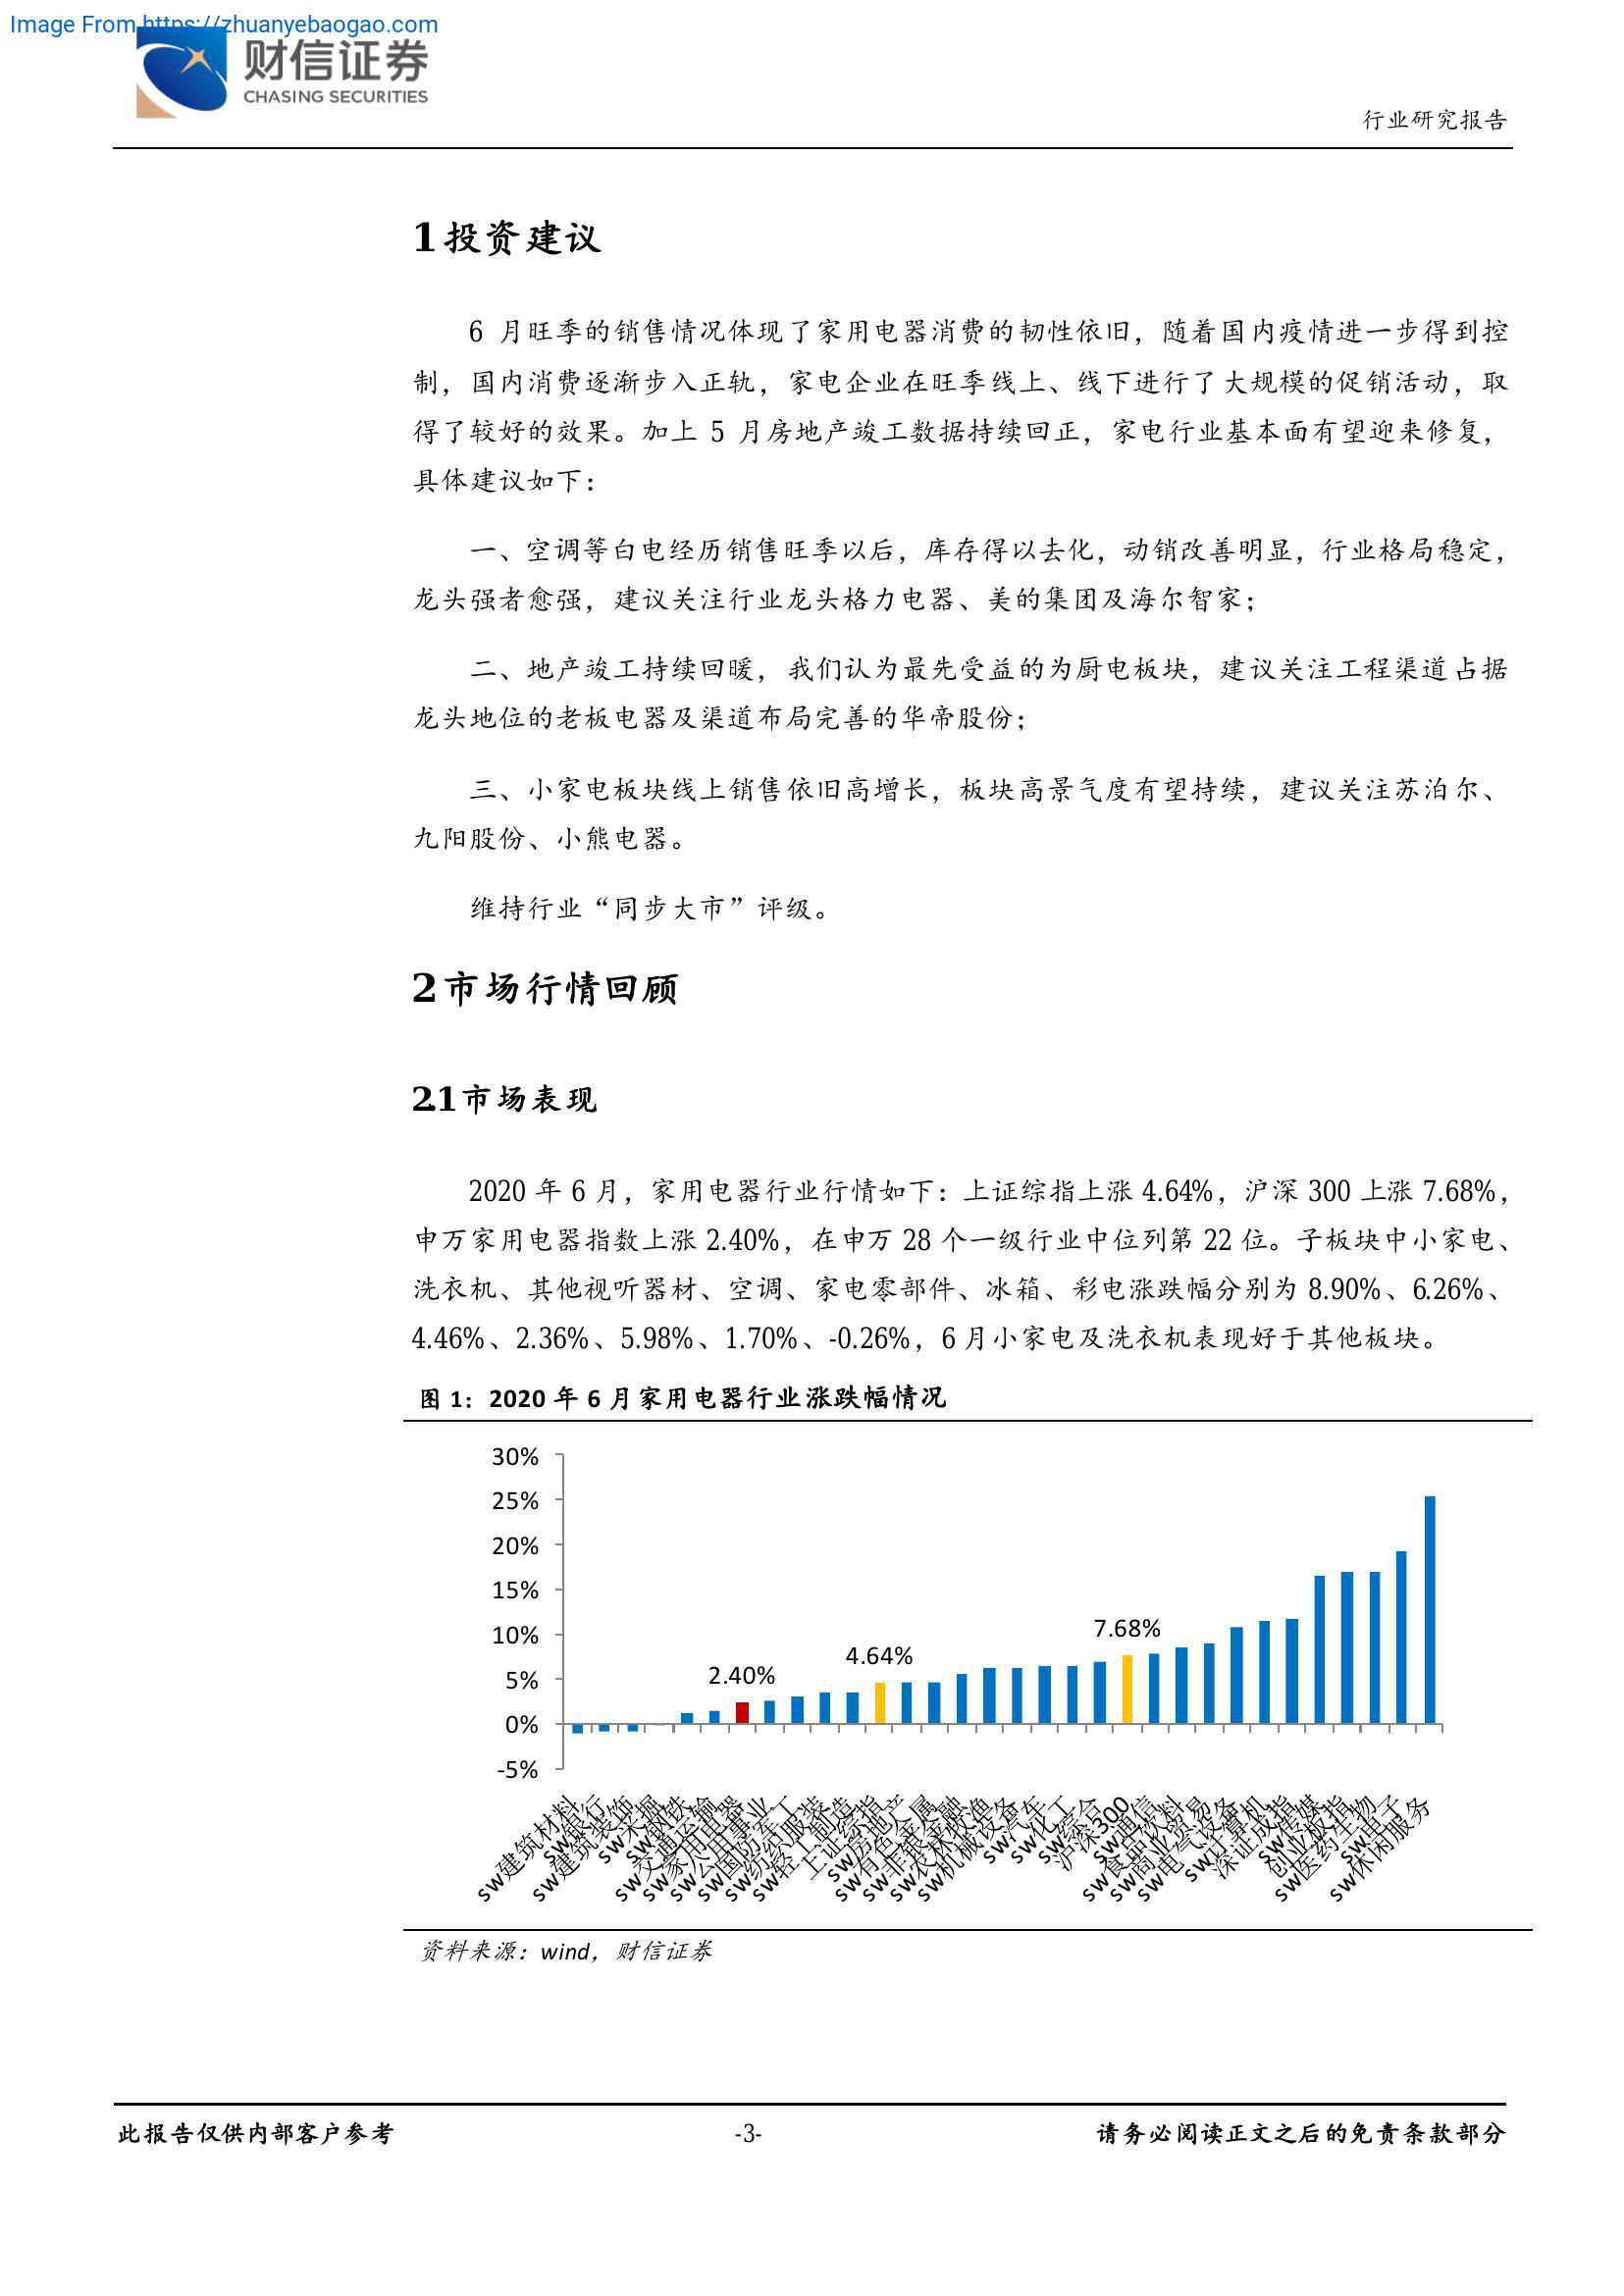 Image From https://zhuanyebaogao.com
财信证券
CHASING SECURITIES
行业研究报告
1 投资建议
6 月旺季的销售情况体现了家用电器消费的韧性依旧，随着国内疫情进一步得到控
制，国内消费逐渐步入正轨，家电企业在旺季线上、线下进行了大规模的促销活动，取
得了较好的效果。加上 5 月房地产竣工数据持续回正，家电行业基本面有望迎来修复，
具体建议如下：
一、空调等白电经历销售旺季以后，库存得以去化，动销改善明显，行业格局稳定，
龙头强者愈强，建议关注行业龙头格力电器、美的集团及海尔智家；
二、地产竣工持续回暖，我们认为最先受益的为厨电板块，建议关注工程渠道占据
龙头地位的老板电器及渠道布局完善的华帝股份；
三、小家电板块线上销售依旧高增长，板块高景气度有望持续，建议关注苏泊尔、
九阳股份、小熊电器。
维持行业“同步大市”评级。
2 市场行情回顾
2.1 市场表现
2020 年 6 月，家用电器行业行情如下：上证综指上涨 4.64%，沪深 300 上涨 7.68%，
申万家用电器指数上涨 2.40%，在申万 28 个一级行业中位列第 22 位。子板块中小家电、
洗衣机、其他视听器材、空调、家电零部件、冰箱、彩电涨跌幅分别为 8.90%、6.26%、
4.46%、2.36%、5.98%、1.70%、-0.26%，6 月小家电及洗衣机表现好于其他板块。
图 1：2020 年 6 月家用电器行业涨跌幅情况
30%
25%
20%
15%
10%
5%
0%
-5%
2.40%
4.64%
7.68%
SW建筑材料
SW银行
SW建筑装饰
SW采掘
SW钢铁
SW交通运输
SW家用电器
SW公用事业
SW国防军工
SW纺织服装
SW轻工制造
上证综指
SW房地产
SW有色金属
SW非银金融
SW农林牧渔
SW机械设备
SW汽车
SW化工
SW综合
沪深300
SW通信
SW食品饮料
SW商业贸易
SW电气设备
SW计算机
深证成指
SW传媒
创业板指
SW医药生物
SW电子
SW休闲服务
资料来源：wind，财信证券
此报告仅供内部客户参考
-3-
请务必阅读正文之后的免责条款部分